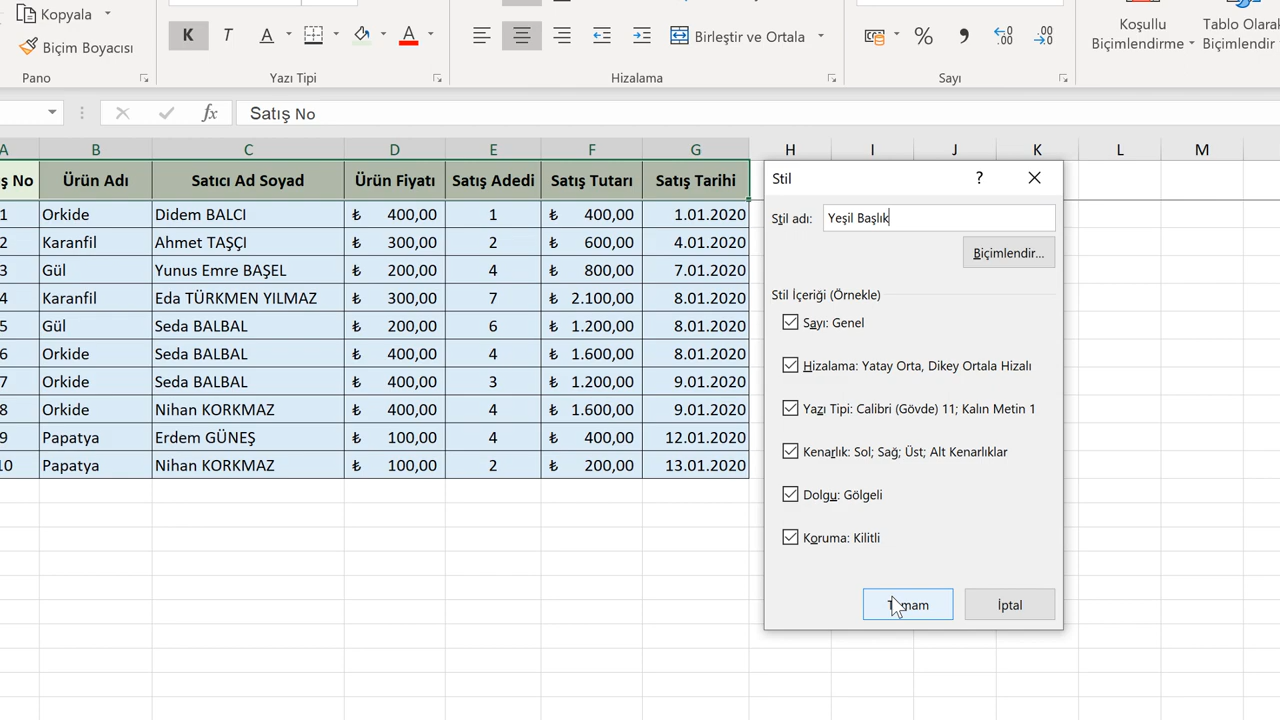 Kopyala
Biçim Boyacısı
K T A A
Birleştir ve Ortala
%
Koşullu
Biçimlendirme
Tablo Olarak
Biçimlendir
Pano
Yazı Tipi
Hizalama
Sayı
fx Satış No
A B C D E F G H I J K L M
ş No Ürün Adı Satıcı Ad Soyad Ürün Fiyatı Satış Adedi Satış Tutarı Satış Tarihi
1 Orkide Didem BALCI ₺ 400,00 1 ₺ 400,00 1.01.2020
2 Karanfil Ahmet TAŞÇI ₺ 300,00 2 ₺ 600,00 4.01.2020
3 Gül Yunus Emre BAŞEL ₺ 200,00 4 ₺ 800,00 7.01.2020
4 Karanfil Eda TÜRKMEN YILMAZ ₺ 300,00 7 ₺ 2.100,00 8.01.2020
5 Gül Seda BALBAL ₺ 200,00 6 ₺ 1.200,00 8.01.2020
6 Orkide Seda BALBAL ₺ 400,00 4 ₺ 1.600,00 8.01.2020
7 Orkide Seda BALBAL ₺ 400,00 3 ₺ 1.200,00 9.01.2020
8 Orkide Nihan KORKMAZ ₺ 400,00 4 ₺ 1.600,00 9.01.2020
9 Papatya Erdem GÜNEŞ ₺ 100,00 4 ₺ 400,00 12.01.2020
10 Papatya Nihan KORKMAZ ₺ 100,00 2 ₺ 200,00 13.01.2020
Stil ?
Stil adı: Yeşil Başlık
Biçimlendir...
Stil İçeriği (Örnekle)
Sayı: Genel
Hizalama: Yatay Orta, Dikey Ortala Hizalı
Yazı Tipi: Calibri (Gövde) 11; Kalın Metin 1
Kenarlık: Sol; Sağ; Üst; Alt Kenarlıklar
Dolgu: Gölgeli
Koruma: Kilitli
Tamam İptal